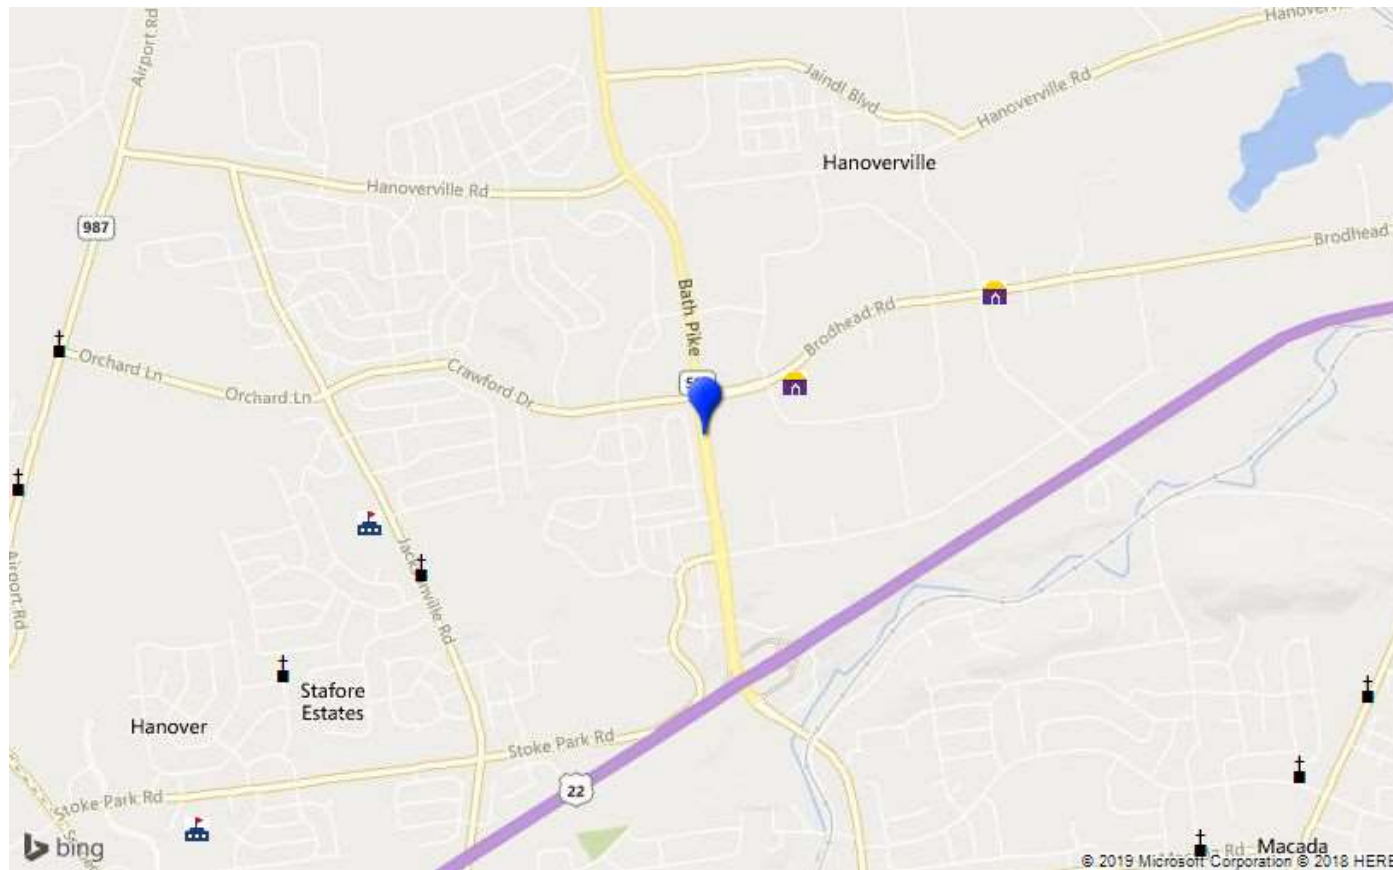 Airport Rd
Hanoverville
Jaindl Blvd
Hanoverville Rd
Hanoverville
Hanoverville Rd
987
Brodhead
Bath Pike
Brodhead Rd
Orchard Ln
Orchard Ln
Crawford Dr
Airport Rd
Jacksonville Rd
Stafore
Estates
Hanover
Stoke Park Rd
Stoke Park Rd
22
bing
Macada
Rd
© 2019 Microsoft Corporation © 2018 HERE